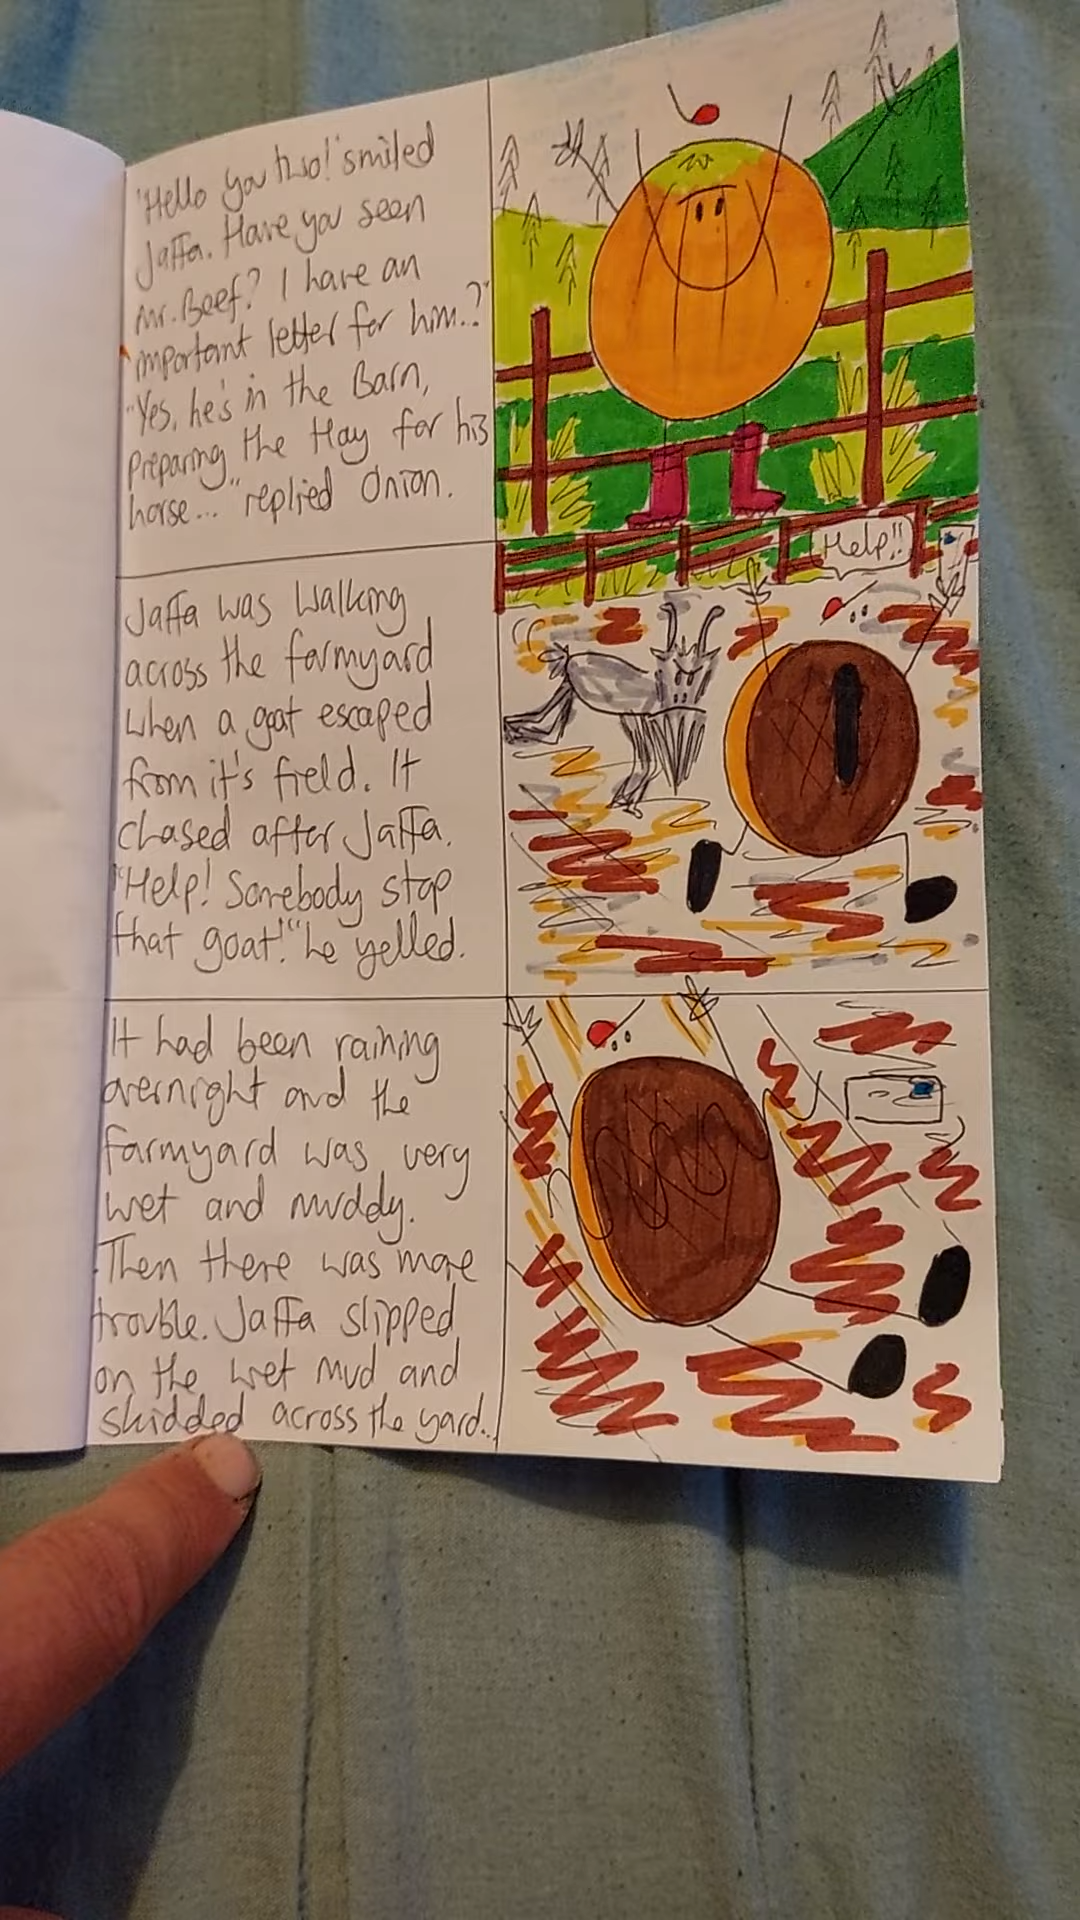 "Hello you two!" smiled
Jaffa. Have you seen
Mr. Beef? I have an
important letter for him..?"
"Yes, he's in the Barn,
preparing the Hay for his
horse..." replied Onion.
Help!!
Jaffa was walking
across the farmyard
when a goat escaped
from it's field. It
chased after Jaffa.
"Help! Somebody stop
that goat!" he yelled.
It had been raining
overnight and the
farmyard was very
wet and muddy.
Then there was more
trouble. Jaffa slipped
on the wet mud and
skidded across the yard...